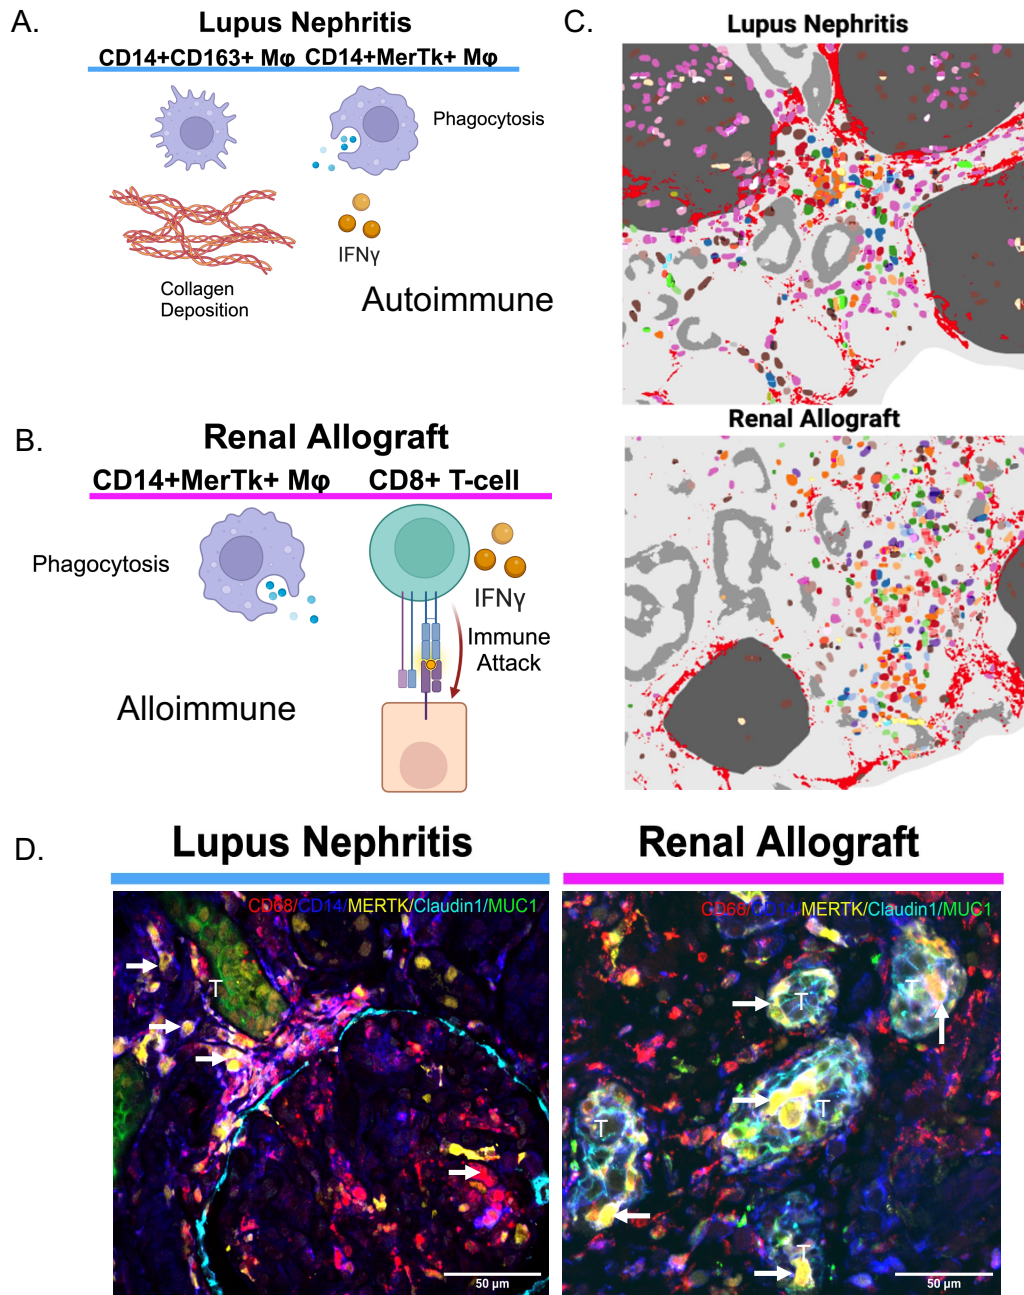 A.
Lupus Nephritis
CD14+CD163+ Mφ CD14+MerTk+ Mφ
Phagocytosis
IFNγ
Collagen
Deposition
Autoimmune
B.
Renal Allograft
CD14+MerTk+ Mφ CD8+ T-cell
Phagocytosis
IFNγ
Immune
Attack
Alloimmune
C.
Lupus Nephritis
Renal Allograft
D.
Lupus Nephritis
CD68/CD14/MERTK/Claudin1/MUC1
T
50 µm
Renal Allograft
CD68/CD14/MERTK/Claudin1/MUC1
T
T
T
T
T
50 µm